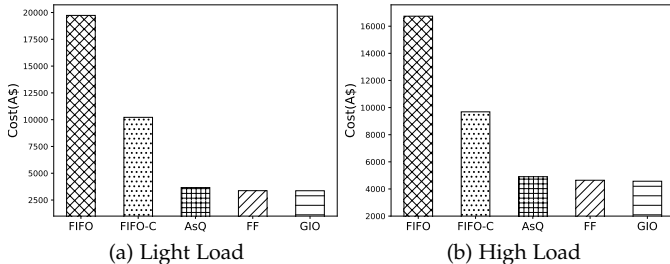 20000
17500
15000
12500
10000
7500
5000
2500
Cost(A$)
FIFO FIFO-C AsQ FF GIO
(a) Light Load
16000
14000
12000
10000
8000
6000
4000
2000
Cost(A$)
FIFO FIFO-C AsQ FF GIO
(b) High Load